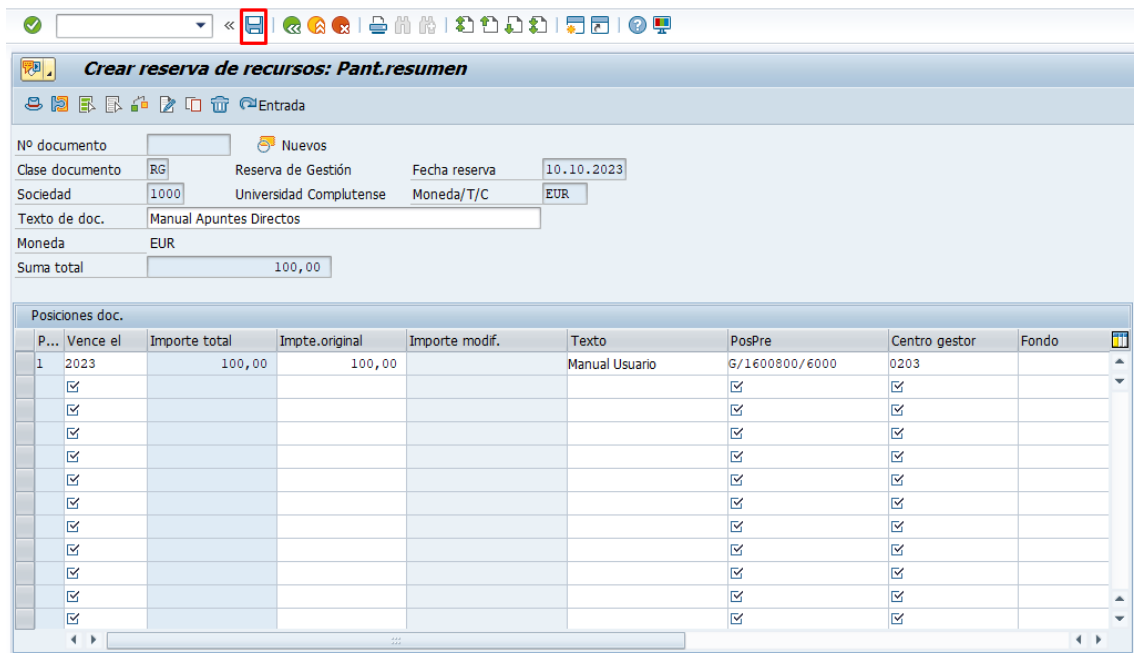 Crear reserva de recursos: Pant.resumen
Entrada
Nº documento Nuevos
Clase documento RG Reserva de Gestión Fecha reserva 10.10.2023
Sociedad 1000 Universidad Complutense Moneda/T/C EUR
Texto de doc. Manual Apuntes Directos
Moneda EUR
Suma total 100,00
Posiciones doc.
P... Vence el Importe total Impte.original Importe modif. Texto PosPre Centro gestor Fondo
1 2023 100,00 100,00 Manual Usuario G/1600800/6000 0203